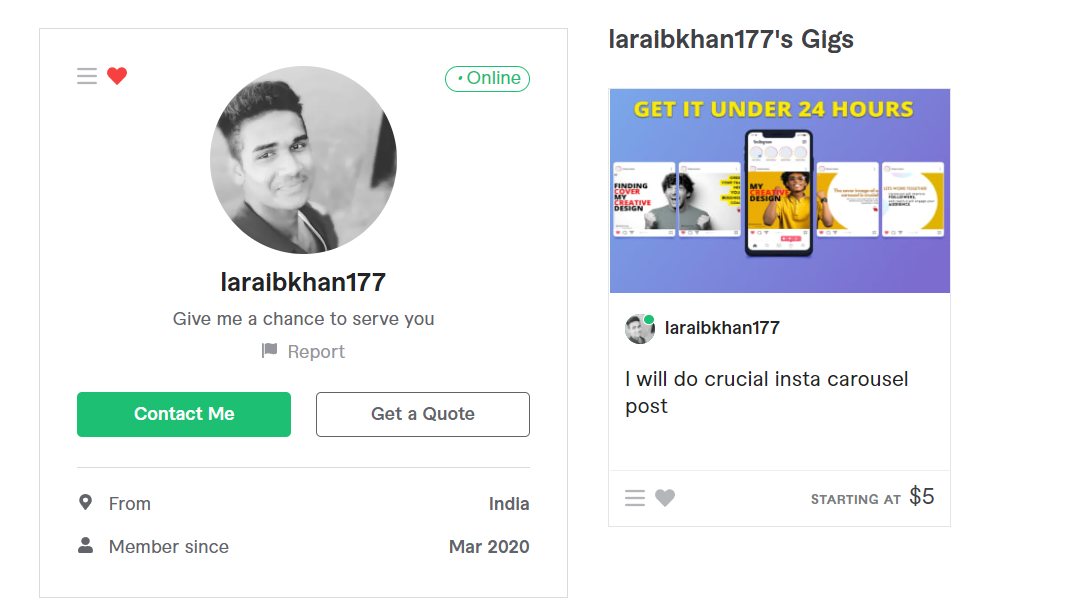 Online
laraibkhan177
Give me a chance to serve you
Report
Contact Me
Get a Quote
From
India
Member since
Mar 2020
laraibkhan177's Gigs
GET IT UNDER 24 HOURS
FINDING
COVER
MY
CREATIVE
DESIGN
MY
CREATIVE
DESIGN
laraibkhan177
I will do crucial insta carousel
post
STARTING AT $5